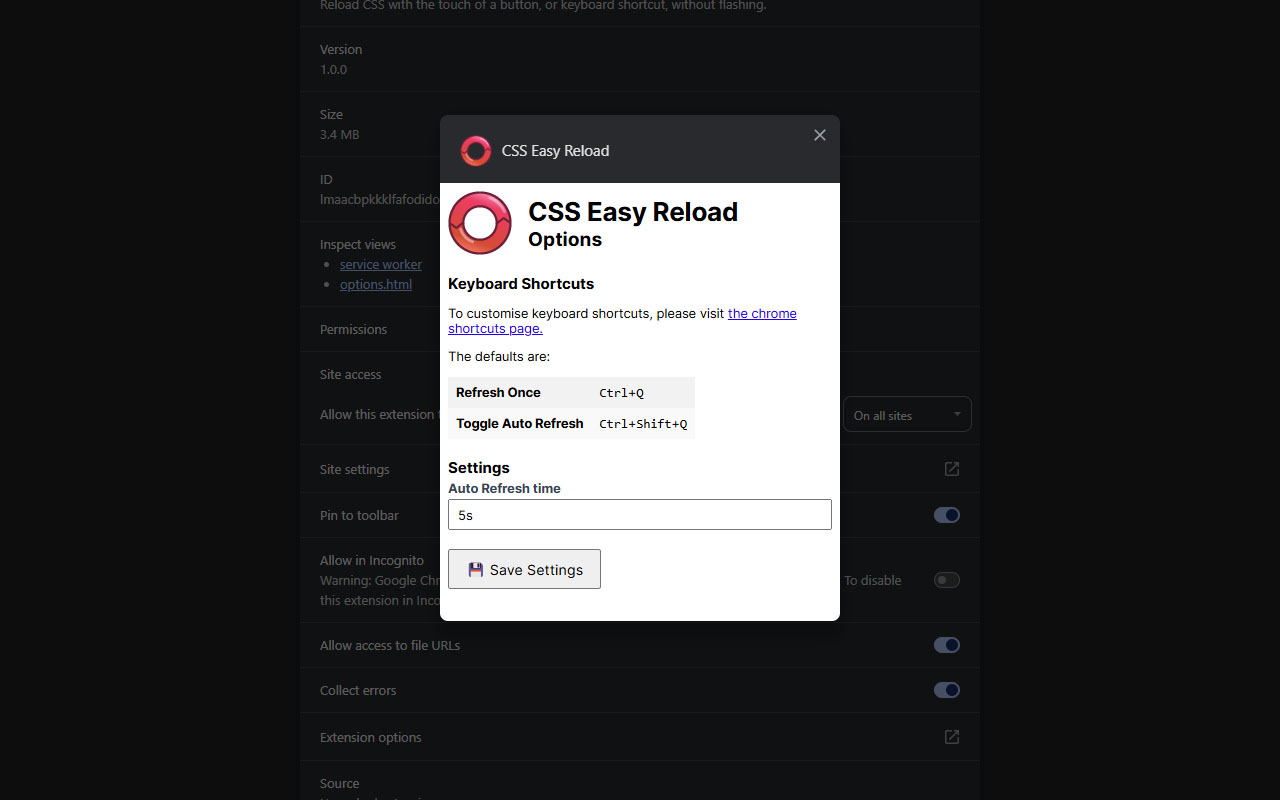 Reload CSS with the touch of a button, or keyboard shortcut, without flashing.
Version
1.0.0
Size
3.4 MB
ID
lmaacbpkkklfafodido
Inspect views
service worker
options.html
Permissions
Site access
Allow this extension
On all sites
Site settings
Pin to toolbar
Allow in Incognito
Warning: Google Chr
To disable
this extension in Inco
Allow access to file URLs
Collect errors
Extension options
Source
CSS Easy Reload
CSS Easy Reload
Options
Keyboard Shortcuts
To customise keyboard shortcuts, please visit the chrome
shortcuts page.
The defaults are:
Refresh Once Ctrl+Q
Toggle Auto Refresh Ctrl+Shift+Q
Settings
Auto Refresh time
5s
Save Settings